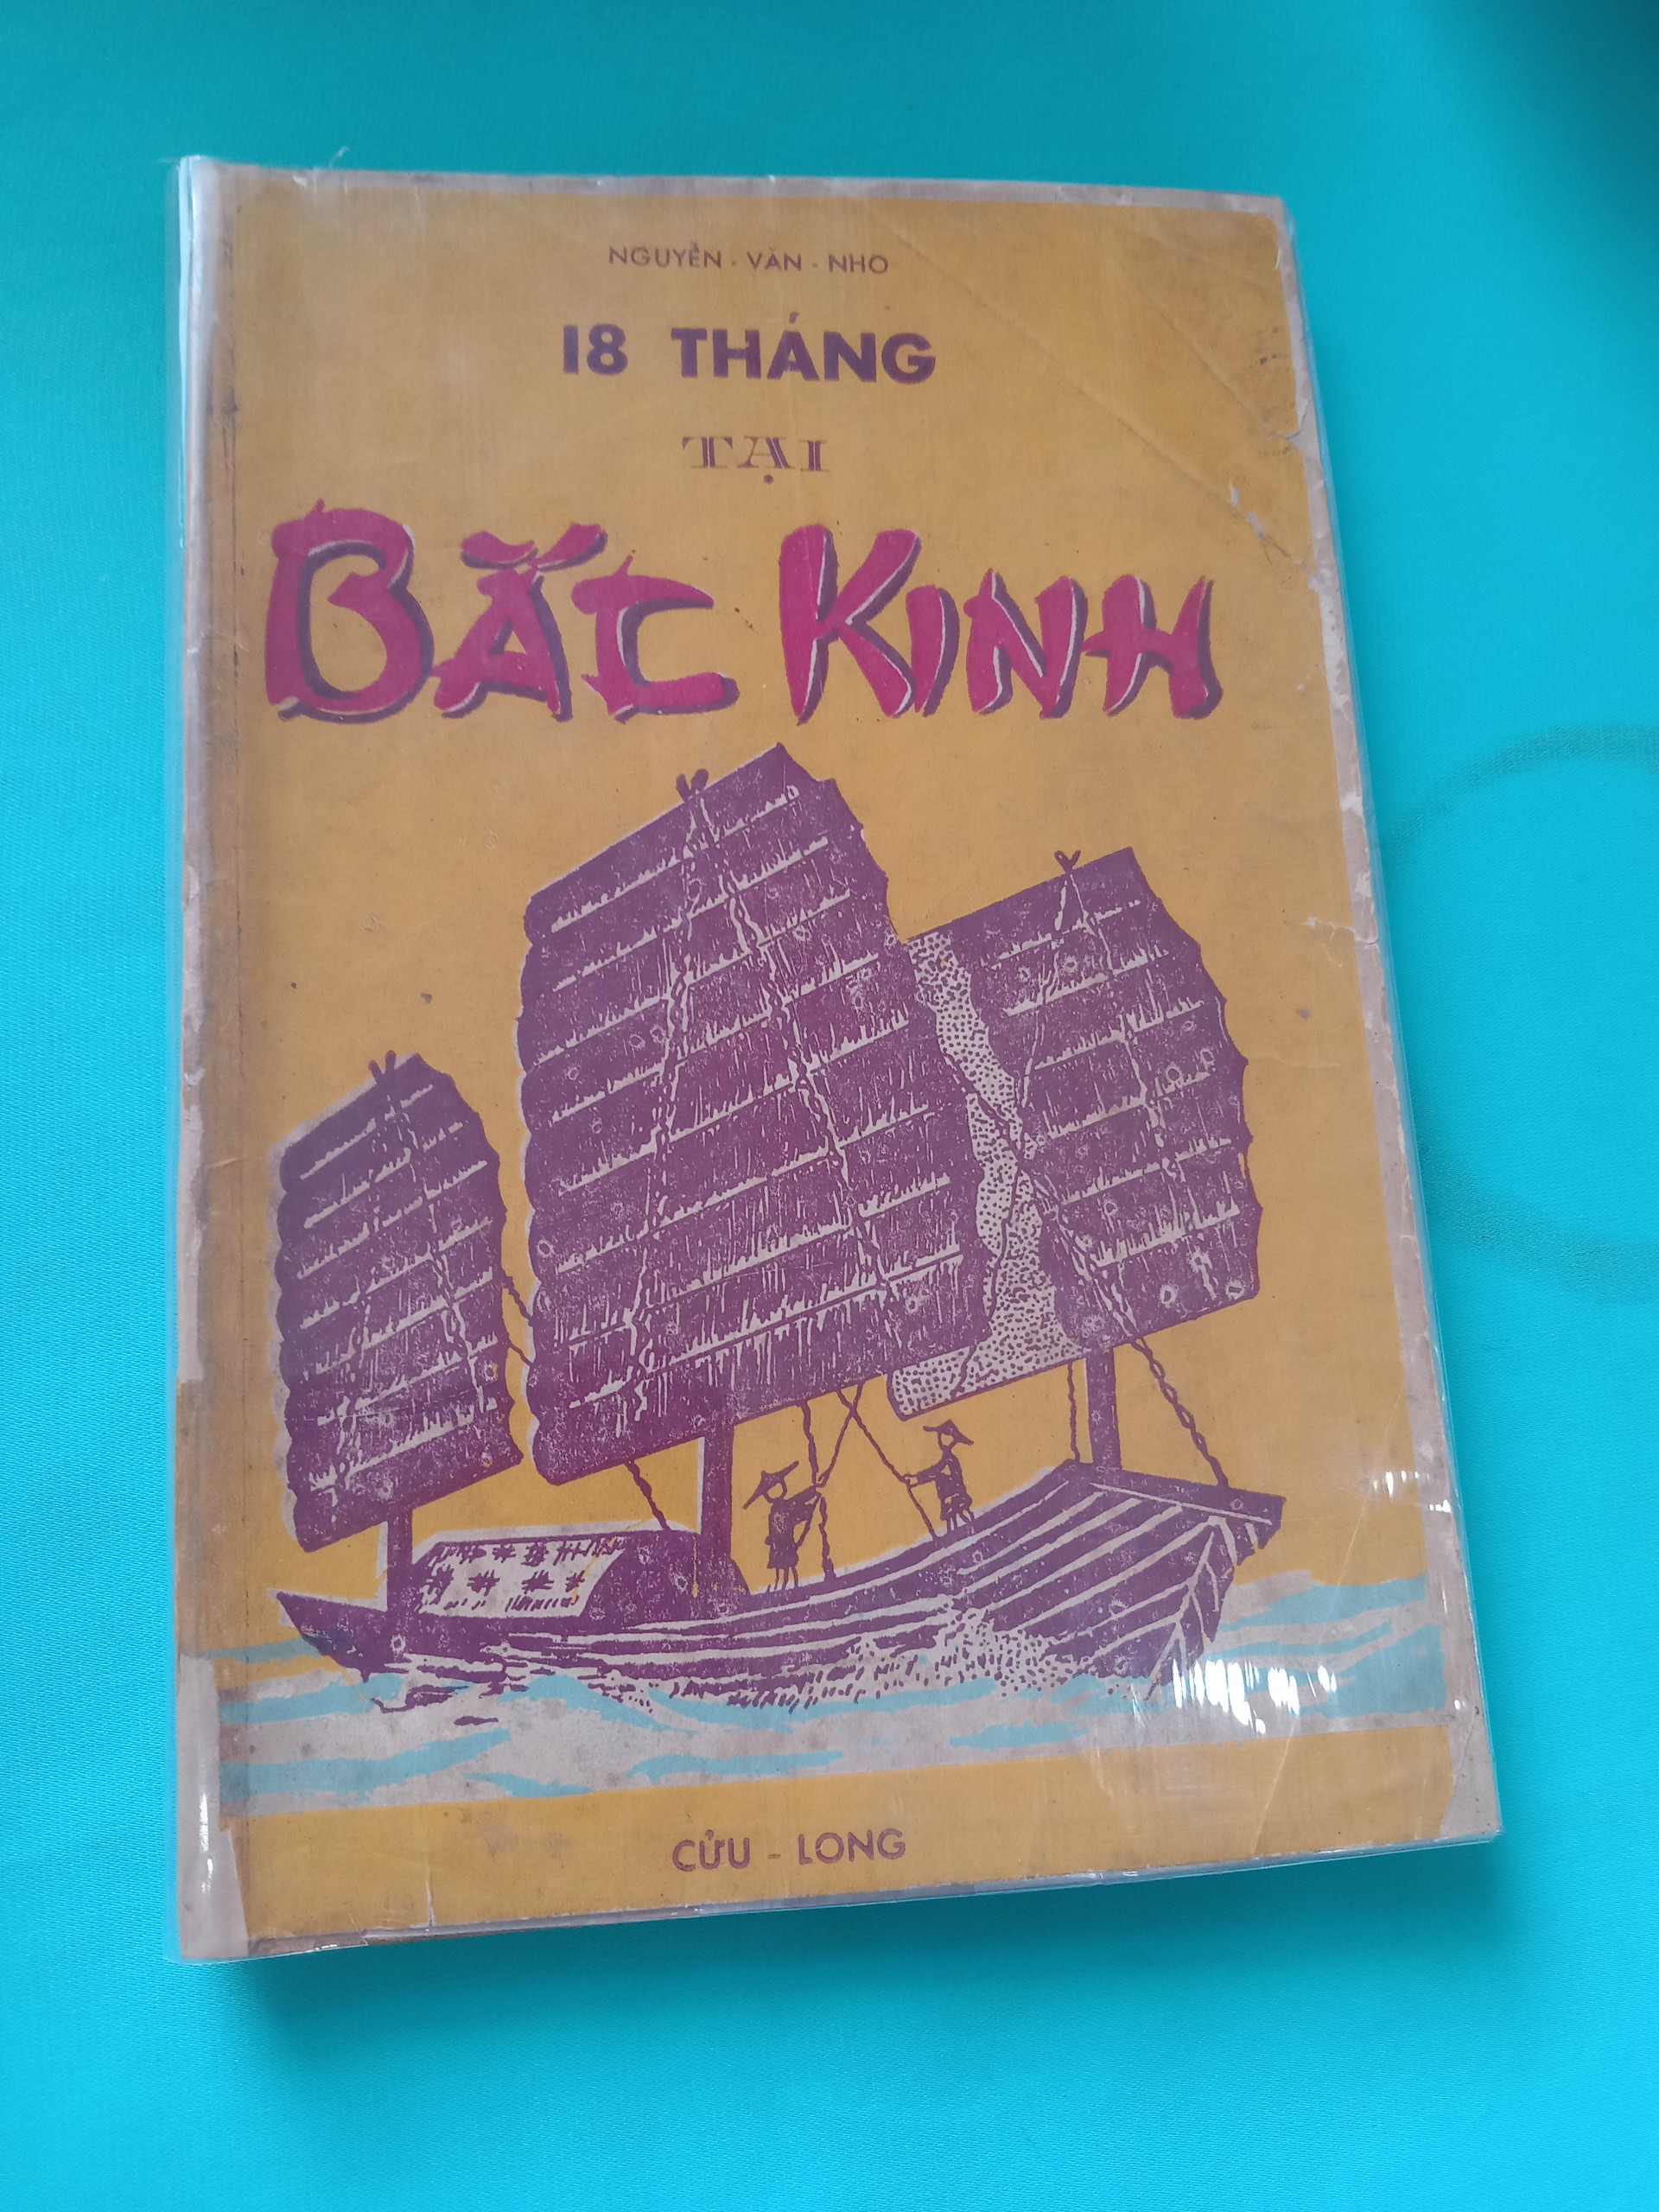 NGUYỄN - VĂN - NHO
18 THÁNG
TẠI
BẮC KINH
CỬU - LONG